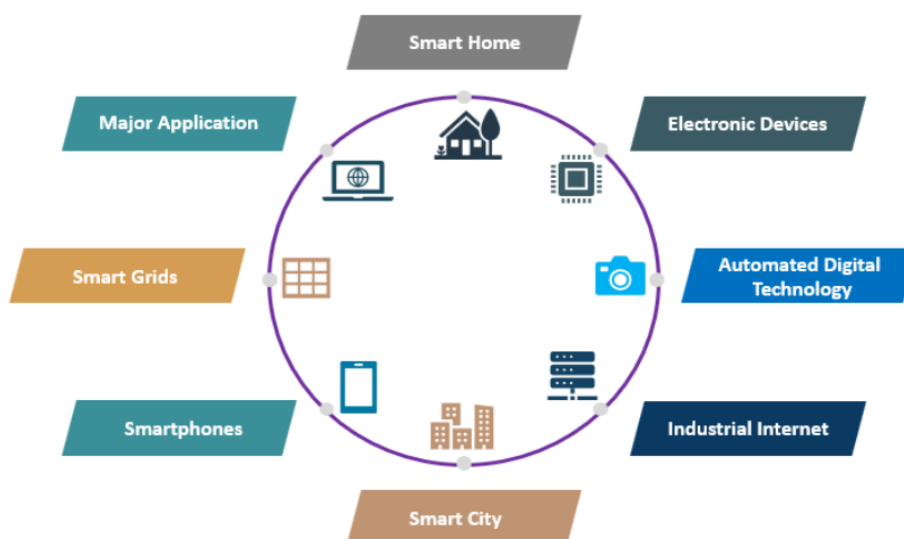 Smart Home
Major Application
Electronic Devices
Smart Grids
Automated Digital
Technology
Smartphones
Industrial Internet
Smart City